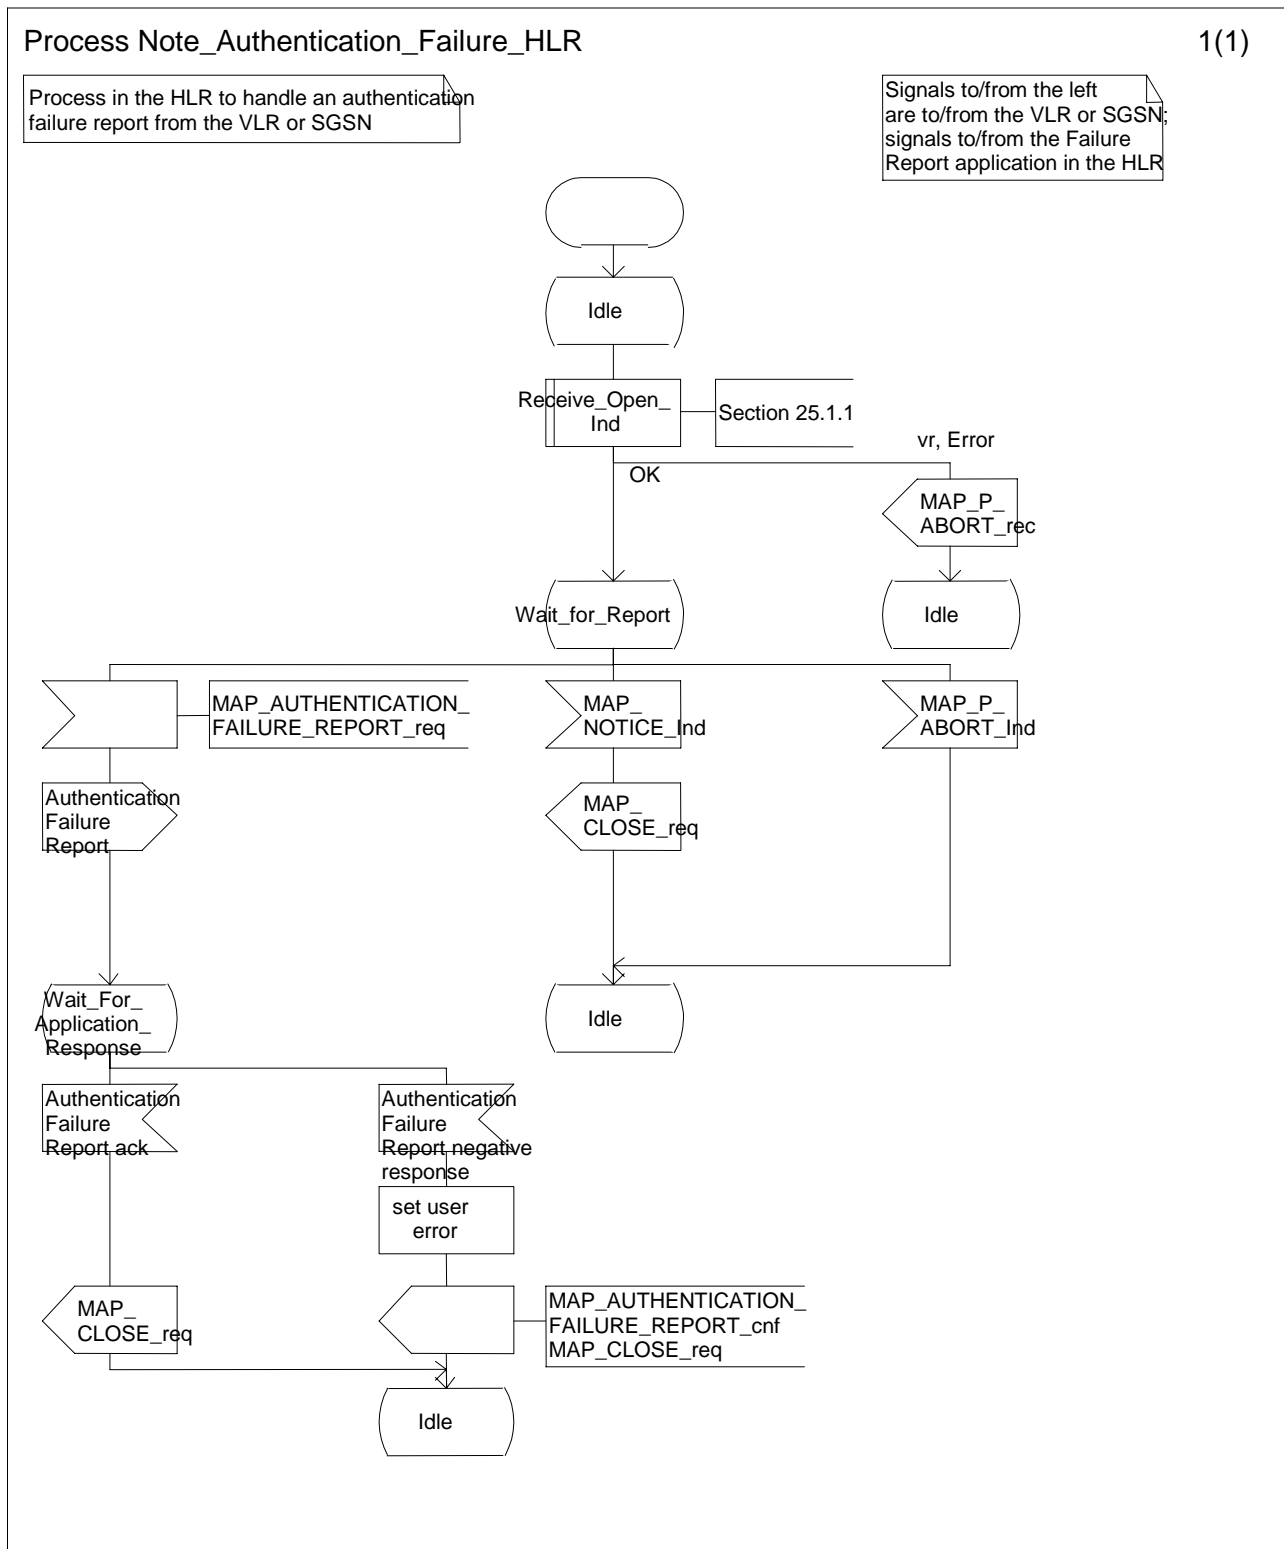 Process Note_Authentication_Failure_HLR
1(1)
Process in the HLR to handle an authentication
failure report from the VLR or SGSN
Signals to/from the left
are to/from the VLR or SGSN;
signals to/from the Failure
Report application in the HLR
Idle
Receive_Open_
Ind
Section 25.1.1
vr, Error
OK
MAP_P_
ABORT_rec
Wait_for_Report
Idle
MAP_AUTHENTICATION_
FAILURE_REPORT_req
MAP_
NOTICE_Ind
MAP_P_
ABORT_Ind
Authentication
Failure
Report
MAP_
CLOSE_req
Wait_For_
Application_
Response
Idle
Authentication
Failure
Report ack
Authentication
Failure
Report negative
response
set user
error
MAP_
CLOSE_req
MAP_AUTHENTICATION_
FAILURE_REPORT_cnf
MAP_CLOSE_req
Idle